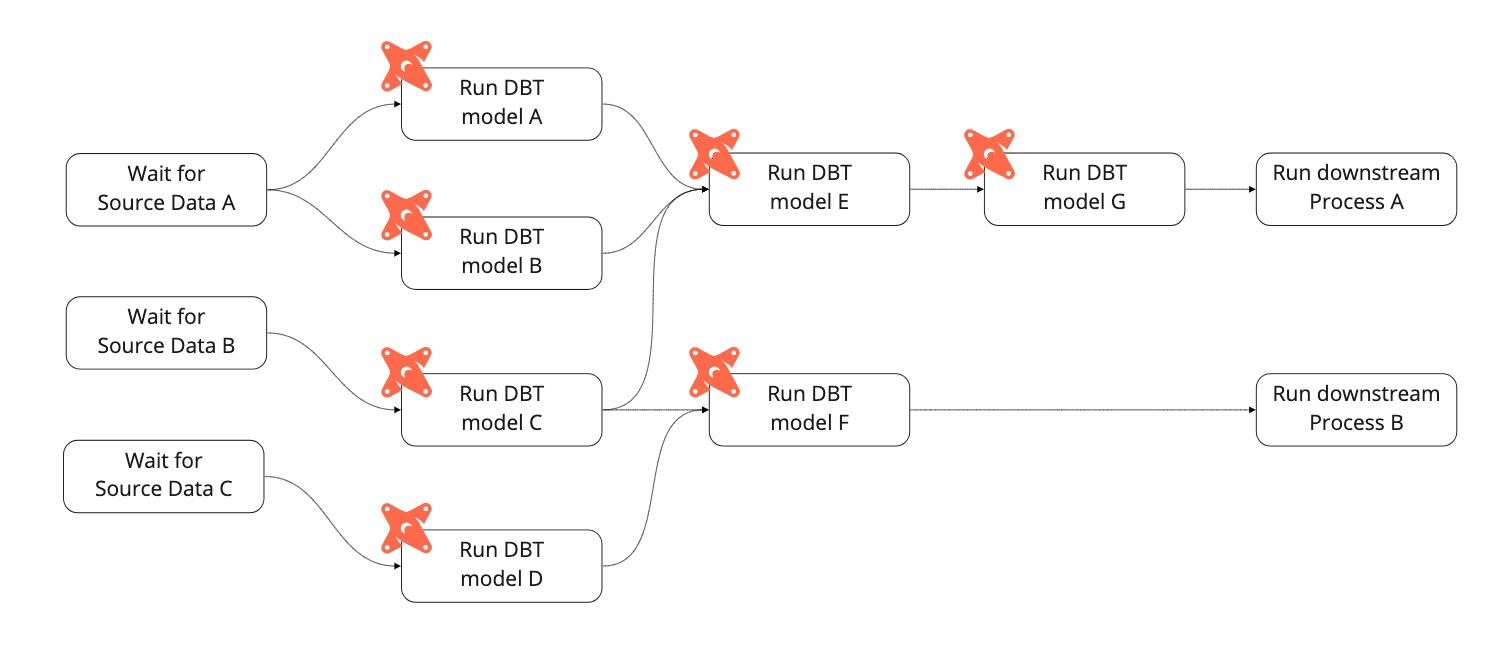 Run DBT
model A
Wait for
Source Data A
Run DBT
model E
Run DBT
model G
Run downstream
Process A
Run DBT
model B
Wait for
Source Data B
Run DBT
model C
Run DBT
model F
Run downstream
Process B
Wait for
Source Data C
Run DBT
model D